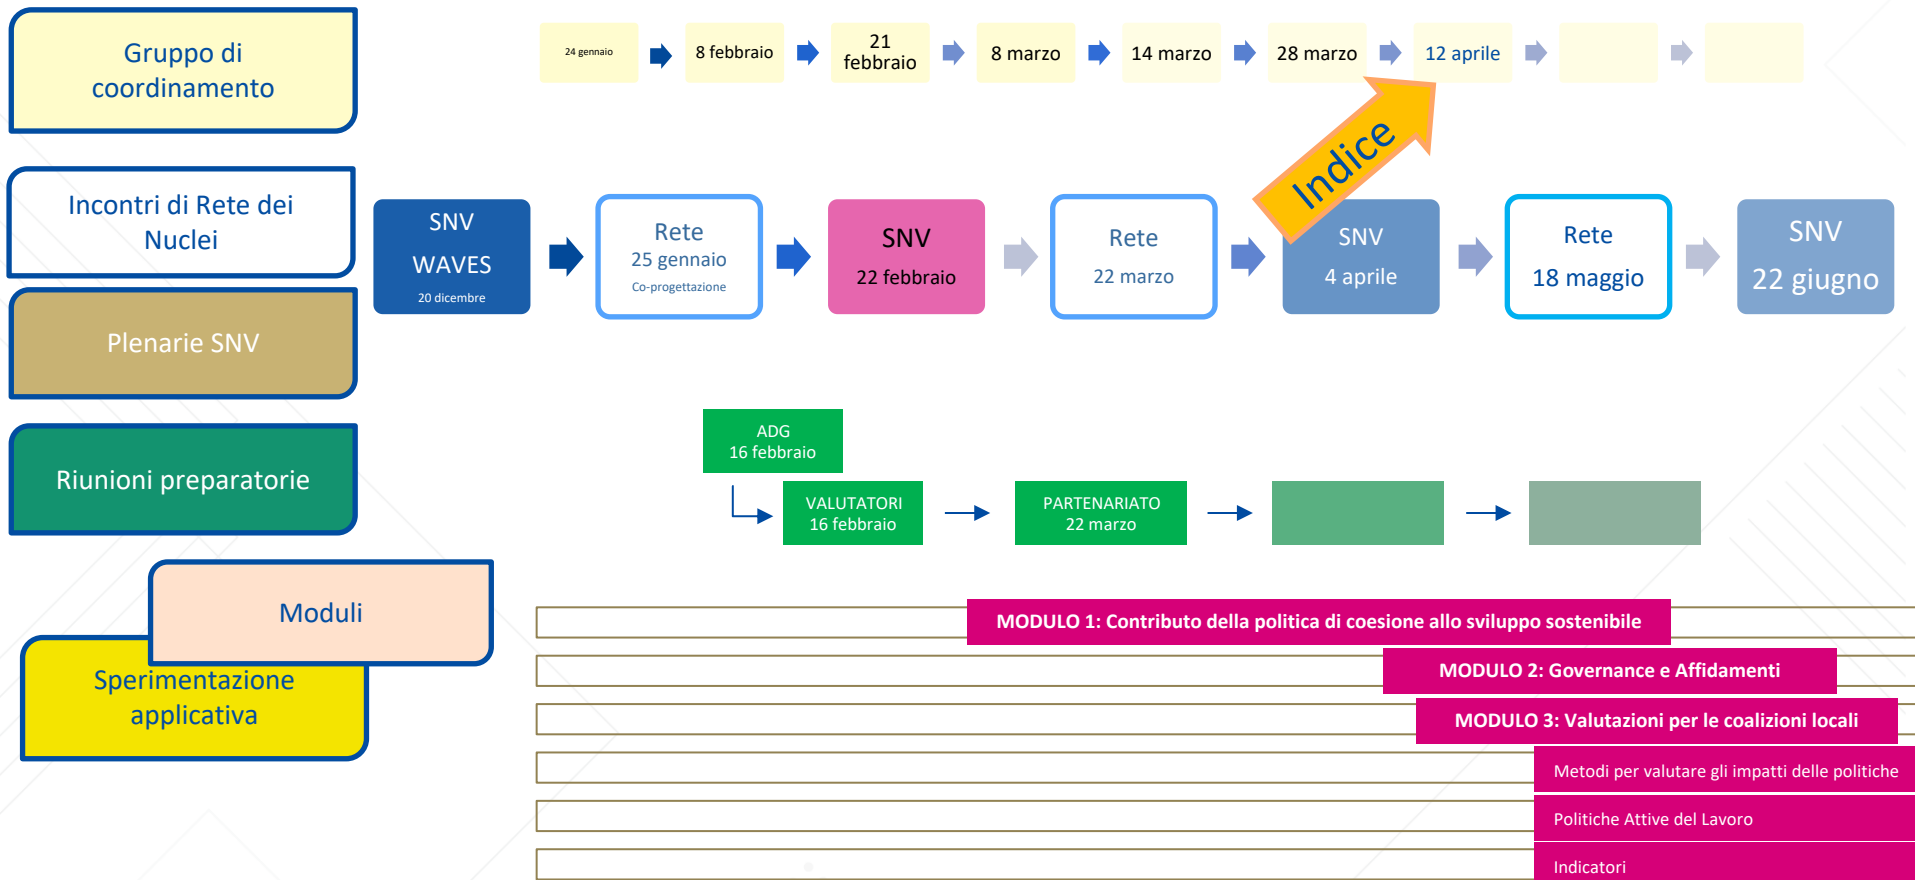 Gruppo di
coordinamento
24 gennaio
8 febbraio
21
febbraio
8 marzo
14 marzo
28 marzo
12 aprile
Indice
Incontri di Rete dei
Nuclei
SNV
WAVES
20 dicembre
Rete
25 gennaio
Co-progettazione
SNV
22 febbraio
Rete
22 marzo
SNV
4 aprile
Rete
18 maggio
SNV
22 giugno
Plenarie SNV
Riunioni preparatorie
ADG
16 febbraio
VALUTATORI
16 febbraio
PARTENARIATO
22 marzo
Moduli
Sperimentazione
applicativa
MODULO 1: Contributo della politica di coesione allo sviluppo sostenibile
MODULO 2: Governance e Affidamenti
MODULO 3: Valutazioni per le coalizioni locali
Metodi per valutare gli impatti delle politiche
Politiche Attive del Lavoro
Indicatori